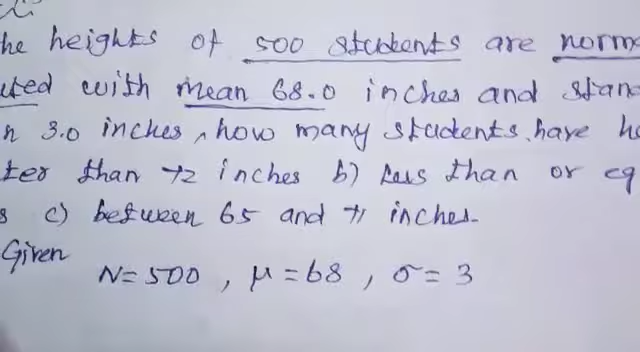 he heights of 500 students are norm
uted with mean 68.0 inches and stan
n 3.0 inches, how many students have he
ter than 72 inches b) Less than or eq
s c) between 65 and 71 inches.
Given
N=500, μ=68, σ=3